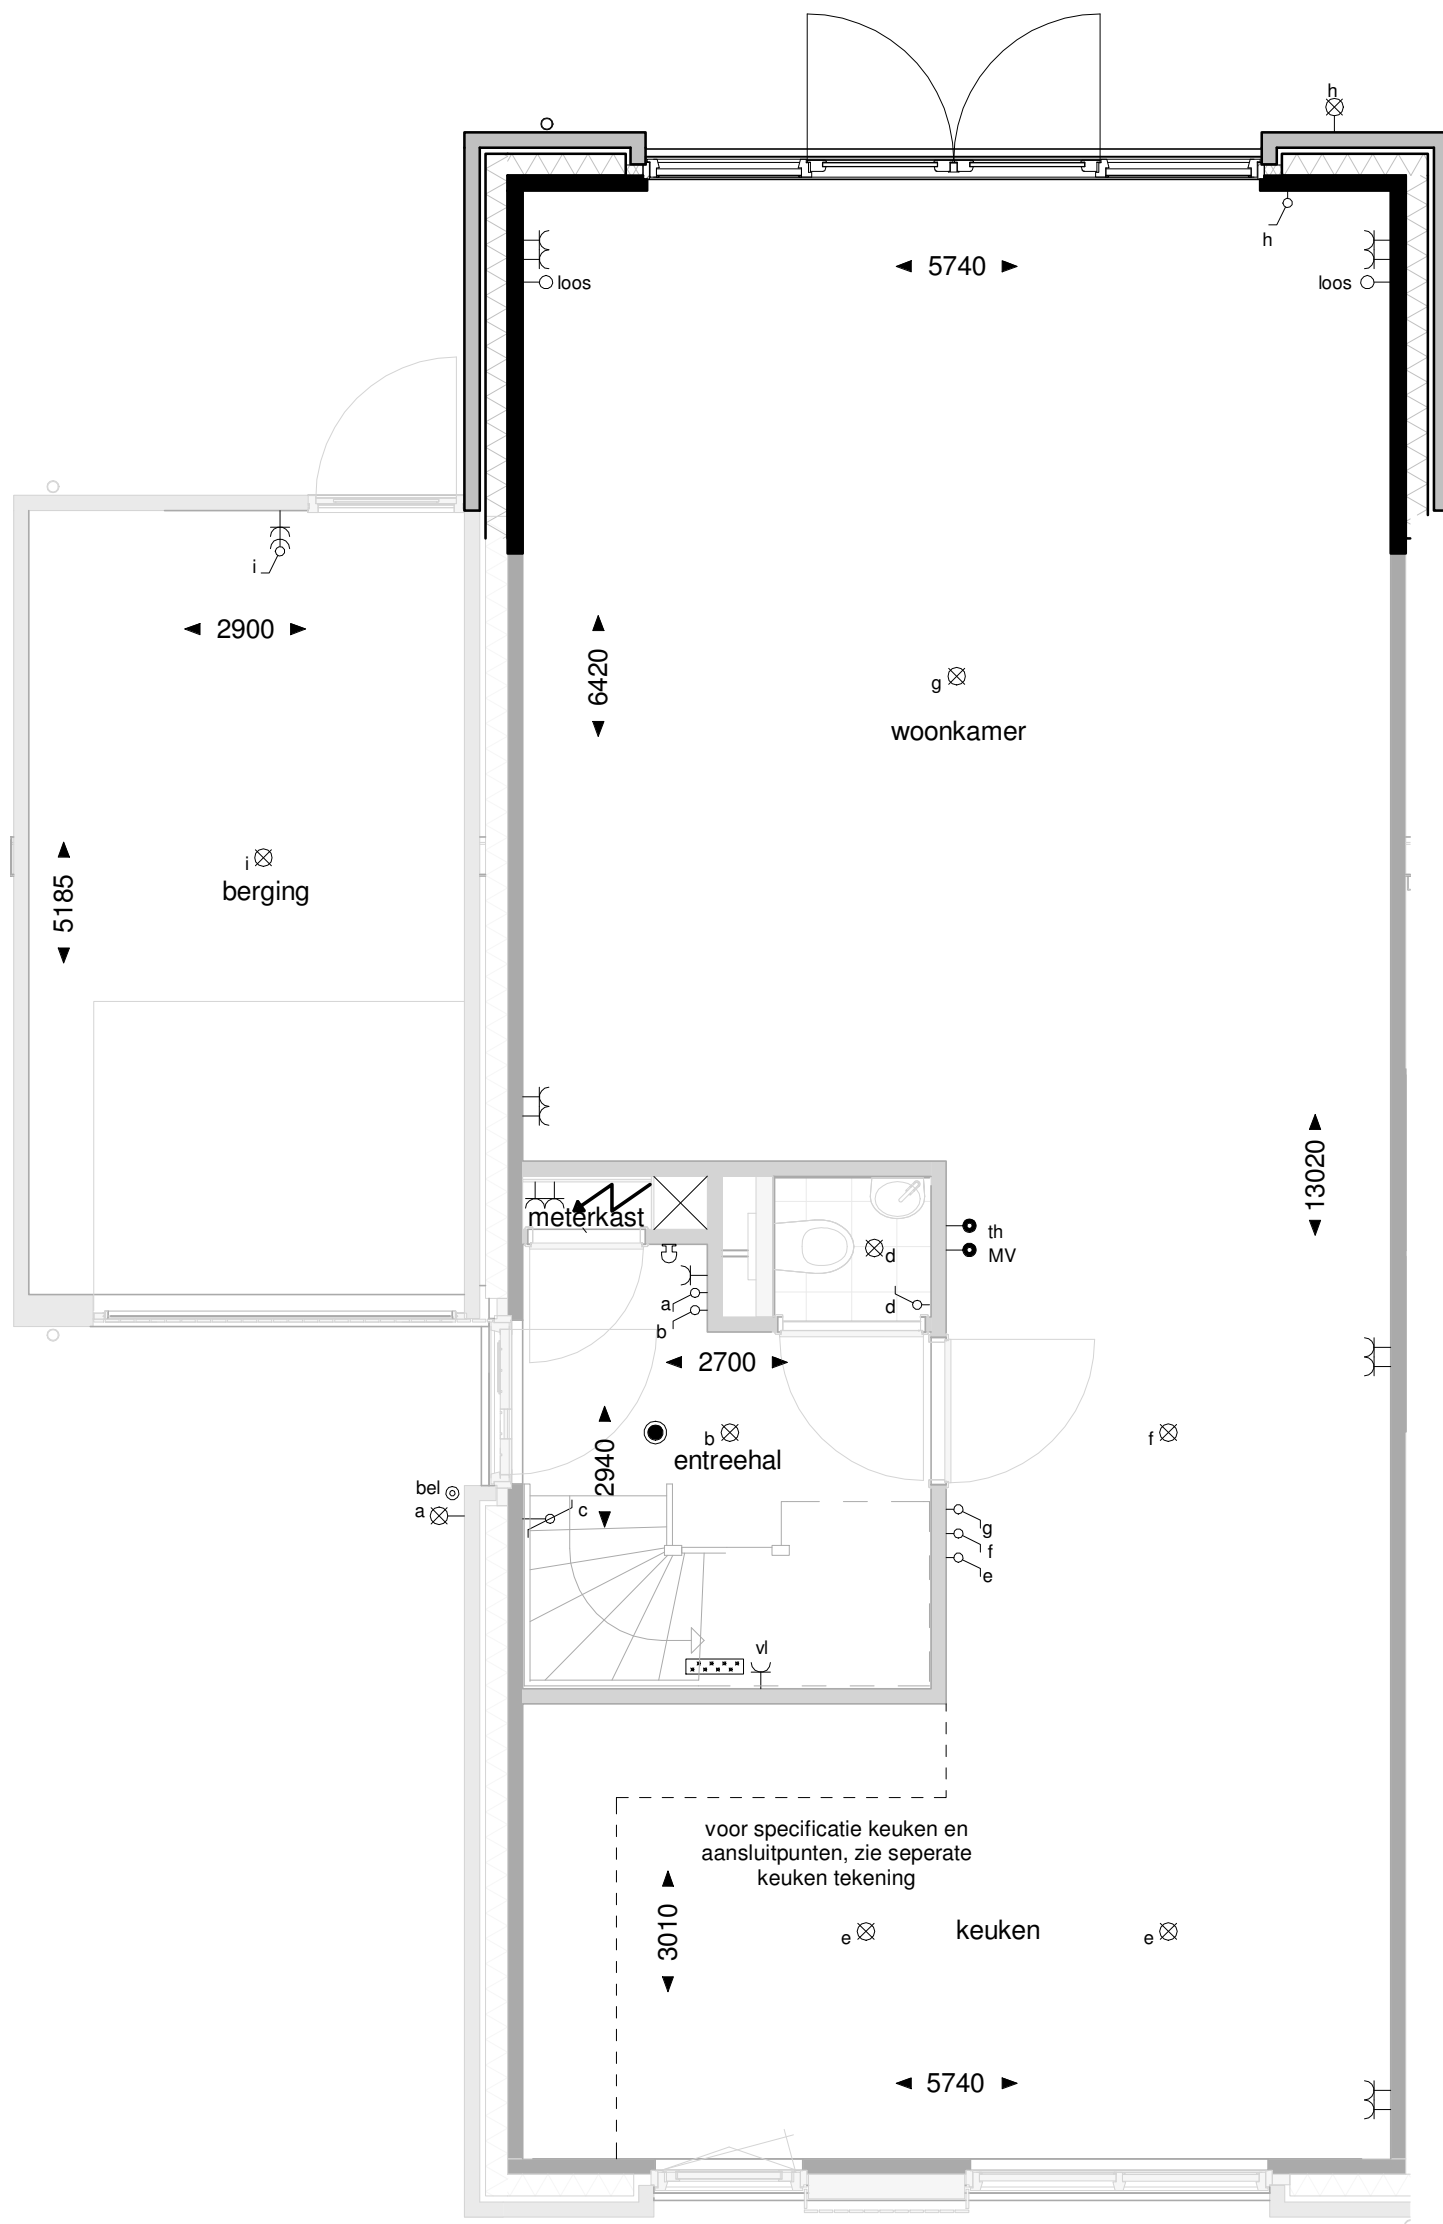 h
h
5740
loos
loos
i
2900
6420
g
woonkamer
i
berging
5185
13020
meterkast
th
MV
d
a
d
b
2700
b
entreehal
f
2940
bel
a
c
g
f
e
vl
voor specificatie keuken en
aansluitpunten, zie seperate
keuken tekening
3010
e
keuken
e
5740